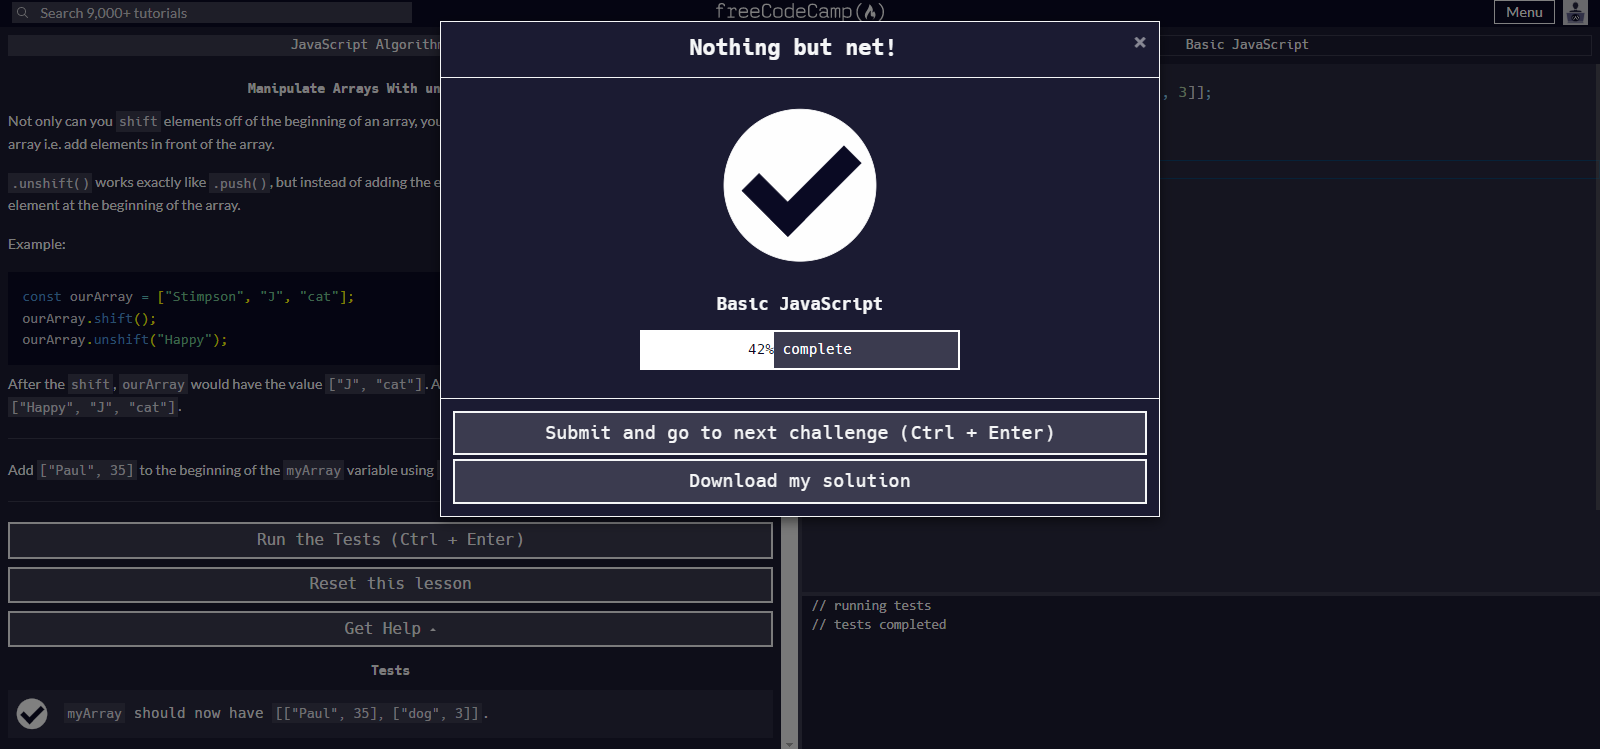 Search 9,000+ tutorials
freeCodeCamp
Menu
JavaScript Algorith
Basic JavaScript
Manipulate Arrays With
Not only can you shift elements off of the beginning of an array, you
array i.e. add elements in front of the array.
.unshift() works exactly like .push(), but instead of adding the
element at the beginning of the array.
Example:
const ourArray = ["Stimpson", "J", "cat"];
ourArray.shift();
ourArray.unshift("Happy");
After the shift, ourArray would have the value ["J", "cat"]. A
["Happy", "J", "cat"].
Add ["Paul", 35] to the beginning of the myArray variable using
Run the Tests (Ctrl + Enter)
Reset this lesson
Get Help
Tests
myArray should now have [["Paul", 35], ["dog", 3]].
Nothing but net!
×
Basic JavaScript
42% complete
Submit and go to next challenge (Ctrl + Enter)
Download my solution
, 3]];
// running tests
// tests completed